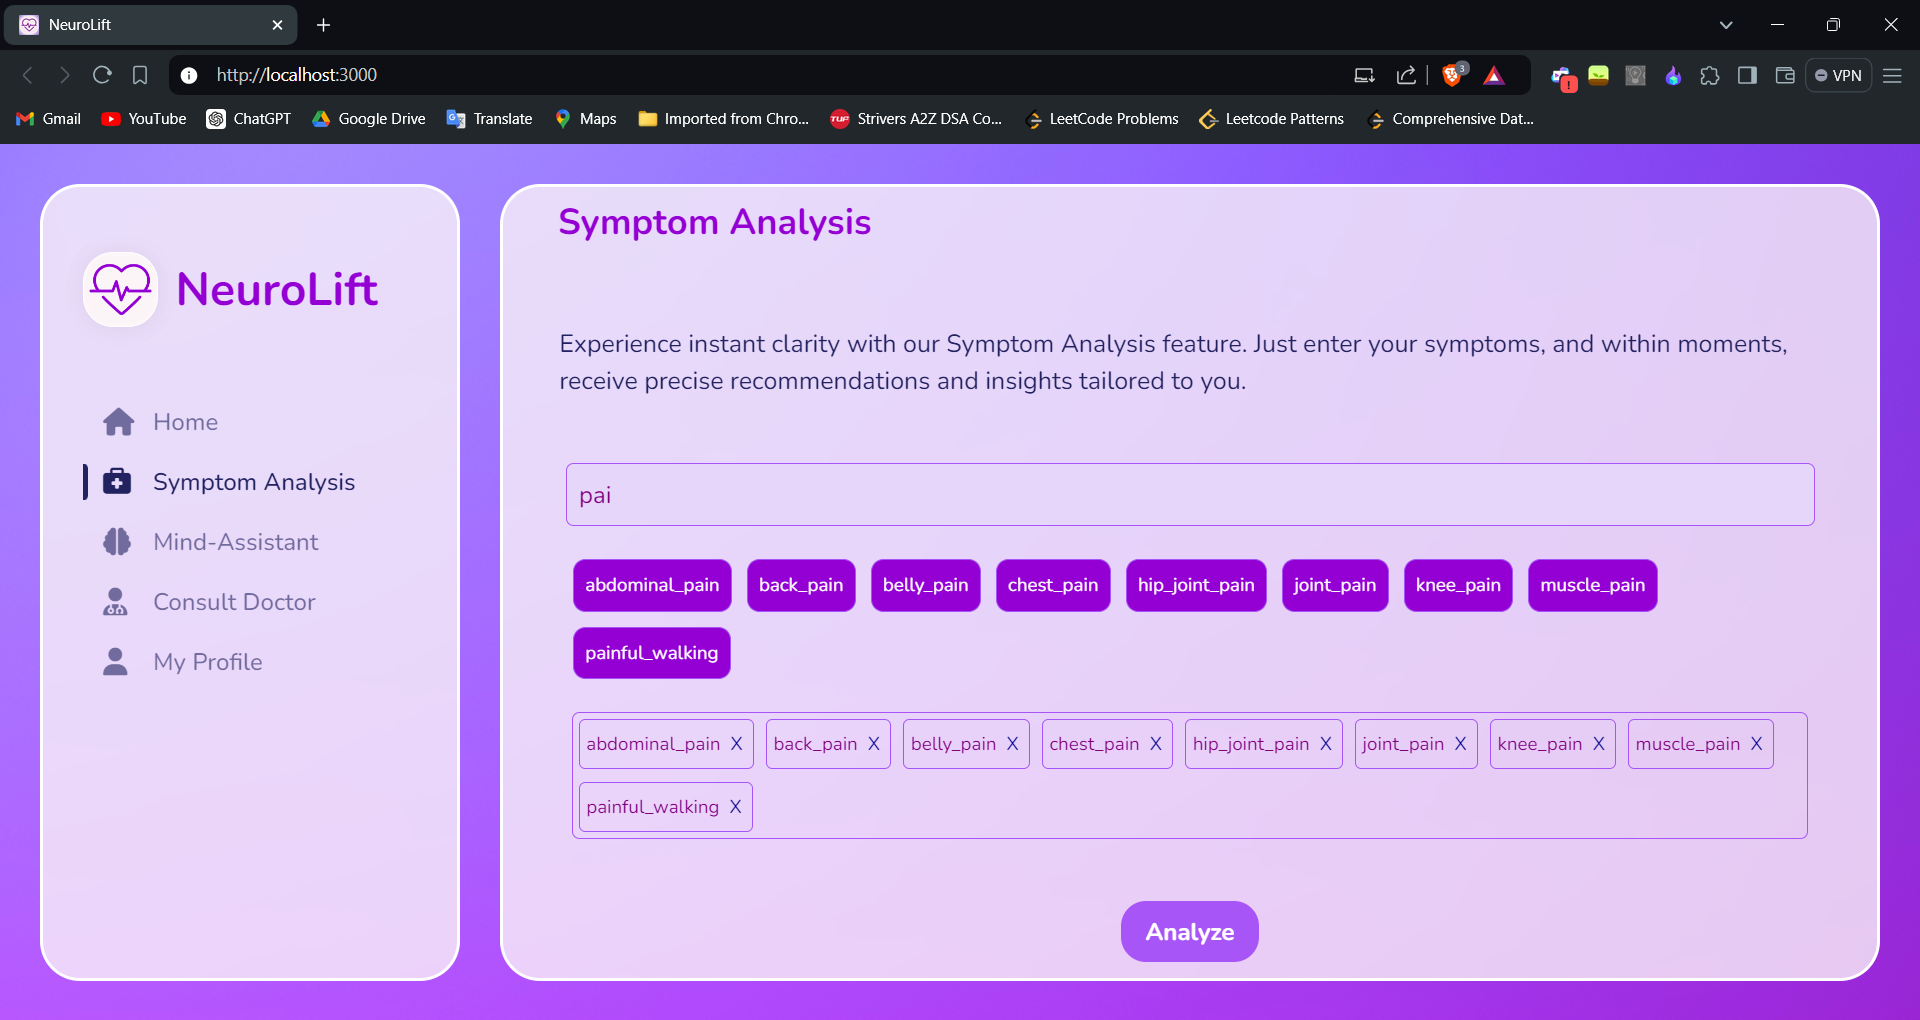 NeuroLift
http://localhost:3000
3
!
VPN
Gmail YouTube ChatGPT Google Drive Translate Maps Imported from Chro... TUF Strivers A2Z DSA Co... LeetCode Problems Leetcode Patterns Comprehensive Dat...
NeuroLift
Home
Symptom Analysis
Mind-Assistant
Consult Doctor
My Profile
Symptom Analysis
Experience instant clarity with our Symptom Analysis feature. Just enter your symptoms, and within moments,
receive precise recommendations and insights tailored to you.
pai
abdominal_pain back_pain belly_pain chest_pain hip_joint_pain joint_pain knee_pain muscle_pain
painful_walking
abdominal_pain X back_pain X belly_pain X chest_pain X hip_joint_pain X joint_pain X knee_pain X muscle_pain X
painful_walking X
Analyze